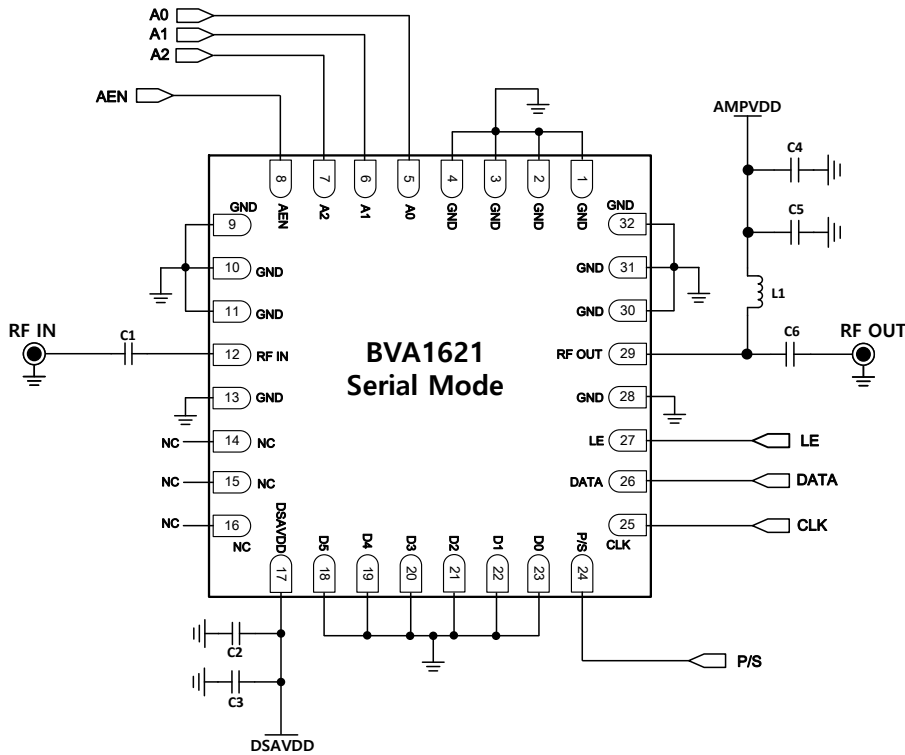 A0
A1
A2
AEN
AMPVDD
C4
C5
L1
8
7
6
5
4
3
2
1
AEN
A2
A1
A0
GND
GND
GND
GND
GND
9
10
GND
11
GND
RF IN
C1
12
RF IN
13
GND
NC
14
NC
NC
15
NC
NC
16
NC
BVA1621
Serial Mode
GND
32
GND
31
GND
30
RF OUT
29
C6
RF OUT
GND
28
LE
27
LE
DATA
26
DATA
25
CLK
CLK
DSAVDD
D5
D4
D3
D2
D1
D0
P/S
17
18
19
20
21
22
23
24
C2
C3
DSAVDD
P/S